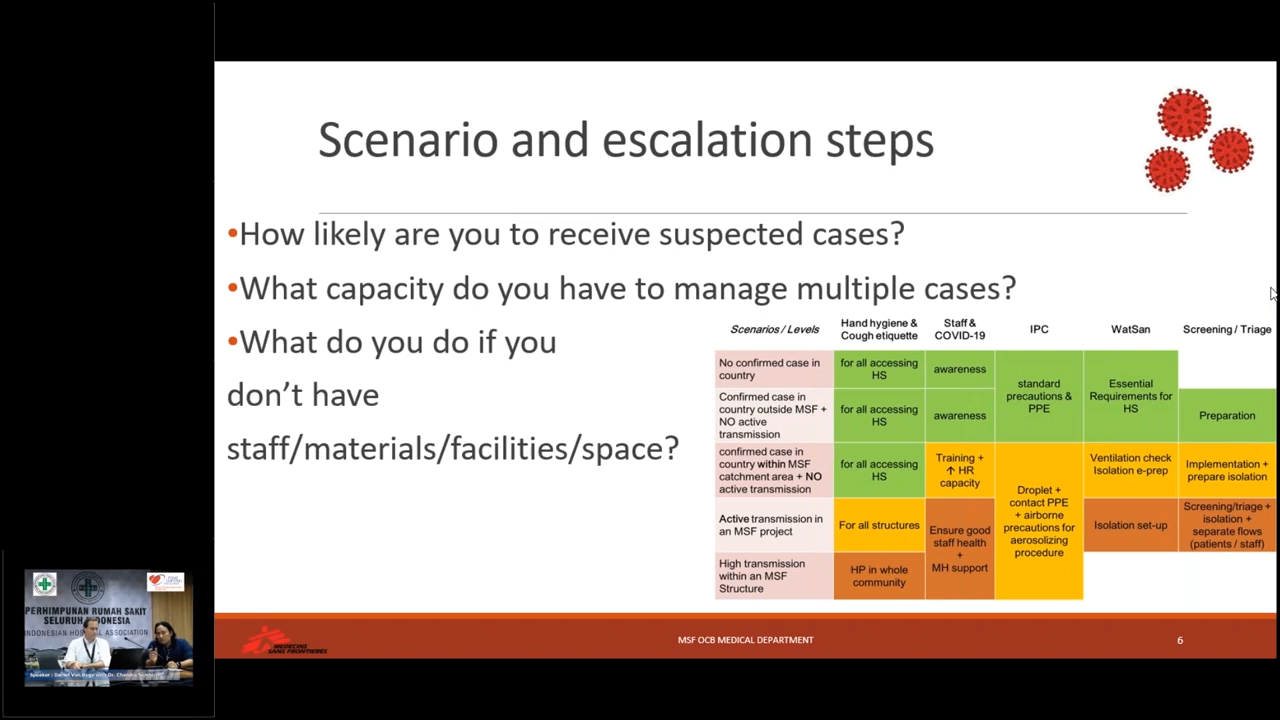 Scenario and escalation steps
•How likely are you to receive suspected cases?
•What capacity do you have to manage multiple cases?
•What do you do if you
don’t have
staff/materials/facilities/space?
Scenarios / Levels
Hand hygiene &
Cough etiquette
Staff &
COVID-19
IPC
WatSan
Screening / Triage
No confirmed case in
country
for all accessing
HS
awareness
standard
precautions &
PPE
Essential
Requirements for
HS
Confirmed case in
country outside MSF +
NO active
transmission
for all accessing
HS
awareness
Preparation
confirmed case in
country within MSF
catchment area + NO
active transmission
for all accessing
HS
Training +
↑ HR
capacity
Droplet +
contact PPE
+ airborne
precautions for
aerosolizing
procedure
Ventilation check
Isolation e-prep
Implementation +
prepare isolation
Active transmission in
an MSF project
For all structures
Ensure good
staff health
+
MH support
Isolation set-up
Screening/triage +
isolation +
separate flows
(patients / staff)
High transmission
within an MSF
Structure
HP in whole
community
MEDECINS
SANS FRONTIERES
MSF OCB MEDICAL DEPARTMENT
6
PERHIMPUNAN RUMAH SAKIT
SELURUH INDONESIA
INDONESIAN HOSPITAL ASSOCIATION